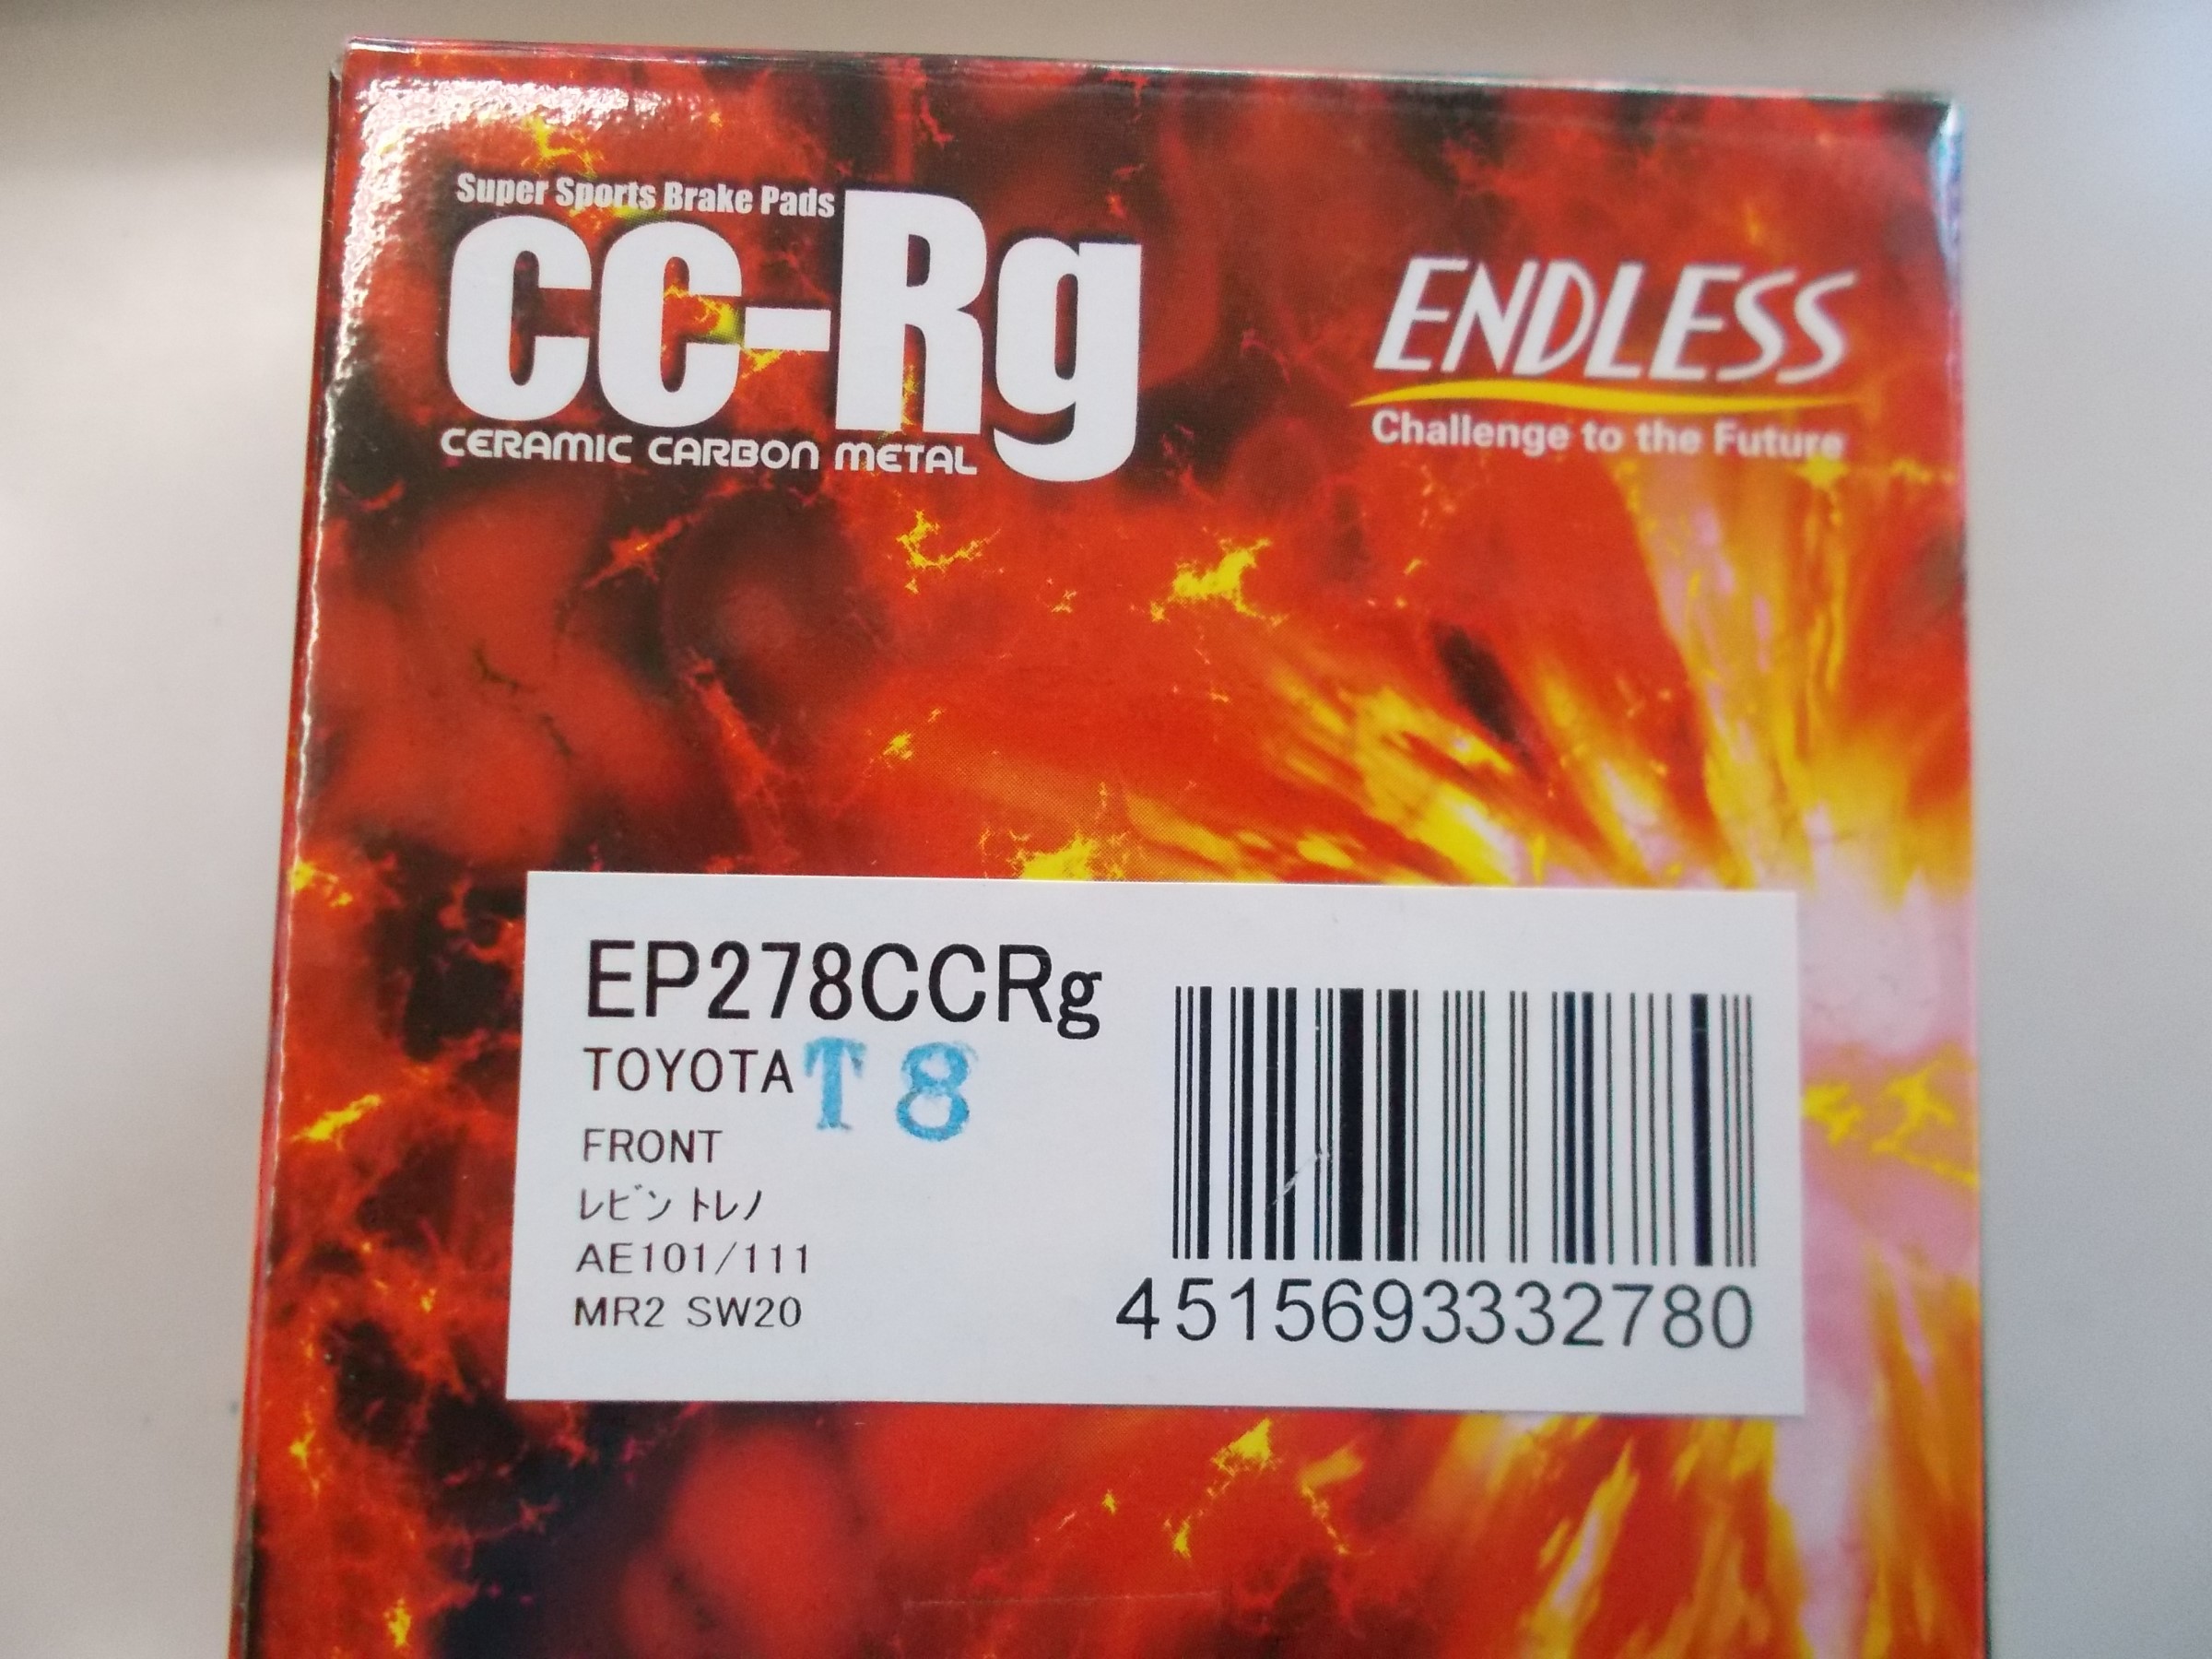 Super Sports Brake Pads
cc-Rg
CERAMIC CARBON METAL
ENDLESS
Challenge to the Future
EP278CCRg
TOYOTA T 8
FRONT
レビン トレノ
AE101/111
MR2 SW20
4515693332780